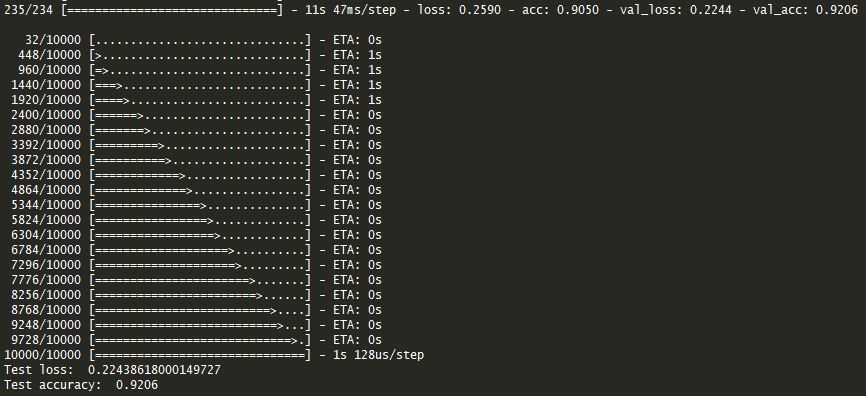 235/234 [==============================] - 11s 47ms/step - loss: 0.2590 - acc: 0.9050 - val_loss: 0.2244 - val_acc: 0.9206
32/10000 [..............................] - ETA: 0s
448/10000 [>.............................] - ETA: 1s
960/10000 [=>............................] - ETA: 1s
1440/10000 [===>..........................] - ETA: 1s
1920/10000 [====>.........................] - ETA: 1s
2400/10000 [======>.......................] - ETA: 0s
2880/10000 [=======>......................] - ETA: 0s
3392/10000 [=========>....................] - ETA: 0s
3872/10000 [==========>...................] - ETA: 0s
4352/10000 [============>.................] - ETA: 0s
4864/10000 [=============>................] - ETA: 0s
5344/10000 [===============>..............] - ETA: 0s
5824/10000 [================>.............] - ETA: 0s
6304/10000 [=================>............] - ETA: 0s
6784/10000 [===================>..........] - ETA: 0s
7296/10000 [====================>.........] - ETA: 0s
7776/10000 [======================>.......] - ETA: 0s
8256/10000 [=======================>......] - ETA: 0s
8768/10000 [=========================>....] - ETA: 0s
9248/10000 [==========================>...] - ETA: 0s
9728/10000 [============================>.] - ETA: 0s
10000/10000 [==============================] - 1s 128us/step
Test loss:  0.22438618000149727
Test accuracy:  0.9206